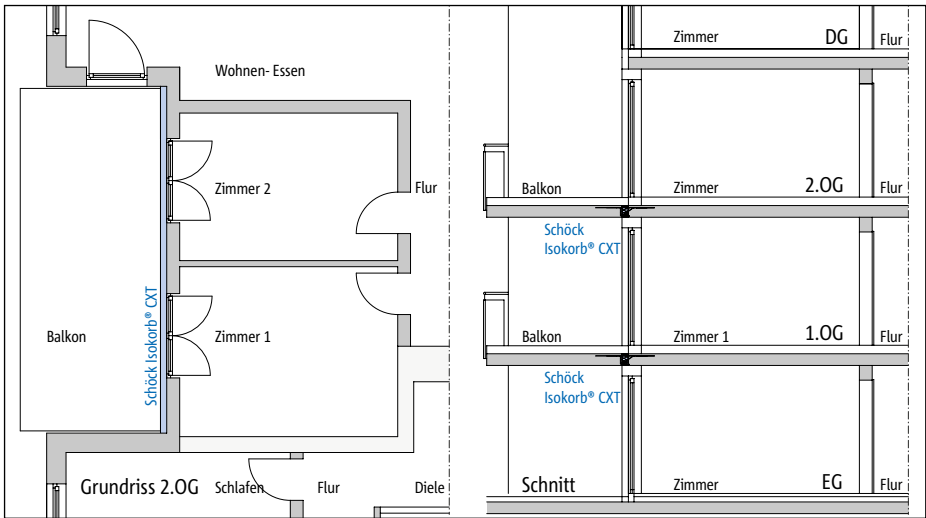 Wohnen- Essen
Zimmer 2
Flur
Balkon
Schöck Isokorb® CXT
Zimmer 1
Grundriss 2.OG
Schlafen
Flur
Diele
Zimmer
DG
Flur
Balkon
Zimmer
2.OG
Flur
Schöck
Isokorb® CXT
Balkon
Zimmer 1
1.OG
Flur
Schöck
Isokorb® CXT
Schnitt
Zimmer
EG
Flur